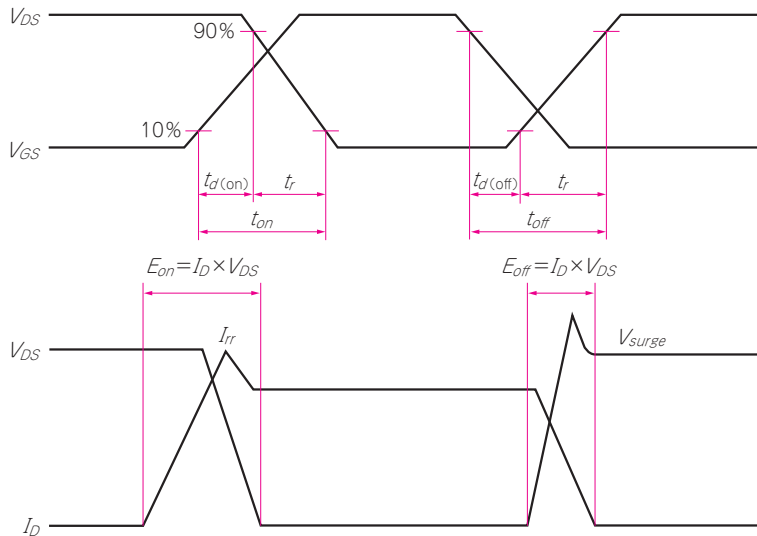 V_DS
90%
10%
V_GS
t_d(on)
t_r
t_d(off)
t_r
t_on
t_off
E_on=I_D×V_DS
E_off=I_D×V_DS
V_DS
I_rr
V_surge
I_D